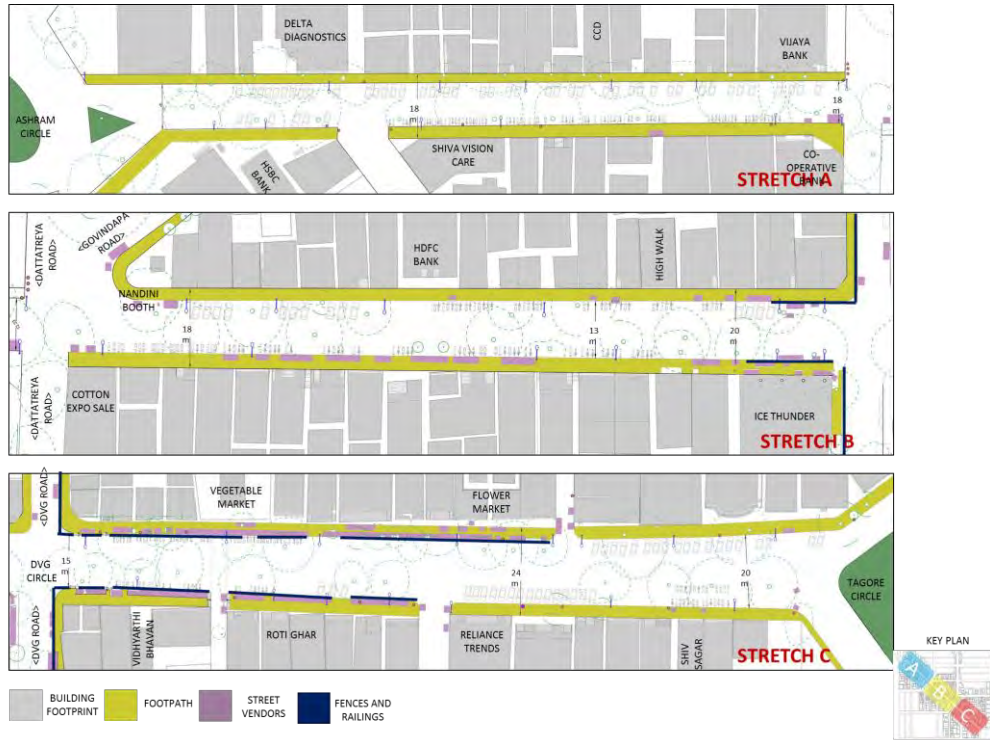 DELTA
DIAGNOSTICS
CCD
VIJAYA
BANK
ASHRAM
CIRCLE
18
m
18
m
HSBC
BANK
SHIVA VISION
CARE
CO-
OPERATIVE
BANK
STRETCH A
<DATTATREYA
ROAD>
<GOVINDAPA
ROAD>
HDFC
BANK
HIGH WALK
NANDINI
BOOTH
18
m
13
m
20
m
<DATTATREYA
ROAD>
COTTON
EXPO SALE
ICE THUNDER
STRETCH B
<DVG ROAD>
VEGETABLE
MARKET
FLOWER
MARKET
DVG
CIRCLE
15
m
24
m
20
m
TAGORE
CIRCLE
<DVG ROAD>
VIDHYARTHI
BHAVAN
ROTI GHAR
RELIANCE
TRENDS
SHIV
SAGAR
STRETCH C
KEY PLAN
A
B
C
BUILDING
FOOTPRINT
FOOTPATH
STREET
VENDORS
FENCES AND
RAILINGS